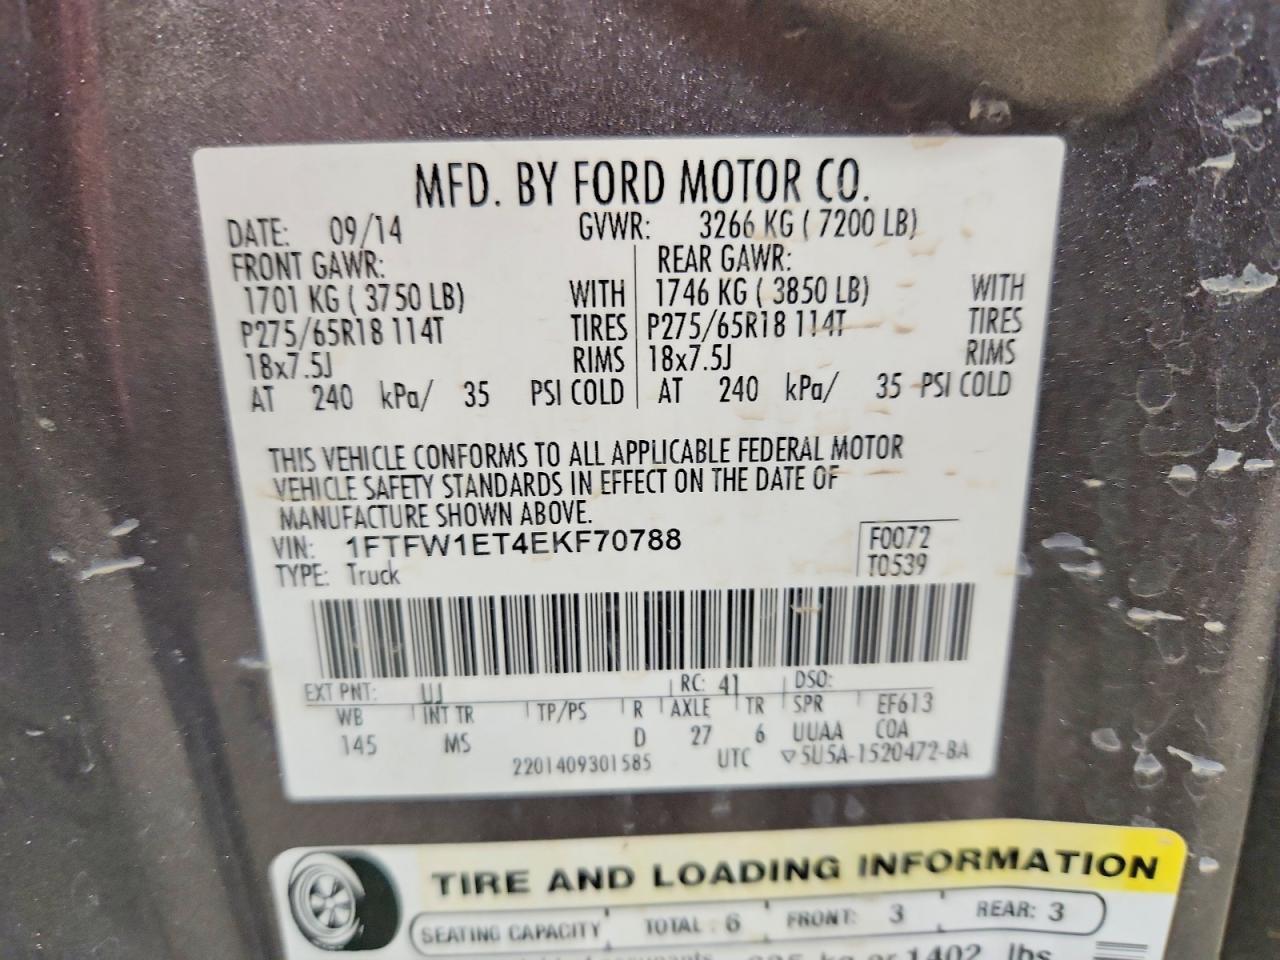 MFD. BY FORD MOTOR CO.
DATE: 09/14 GVWR: 3266 KG ( 7200 LB)
FRONT GAWR: REAR GAWR:
1701 KG ( 3750 LB) WITH 1746 KG ( 3850 LB) WITH
P275/65R18 114T TIRES P275/65R18 114T TIRES
18x7.5J RIMS 18x7.5J RIMS
AT 240 kPa/ 35 PSI COLD AT 240 kPa/ 35 PSI COLD
THIS VEHICLE CONFORMS TO ALL APPLICABLE FEDERAL MOTOR
VEHICLE SAFETY STANDARDS IN EFFECT ON THE DATE OF
MANUFACTURE SHOWN ABOVE.
VIN: 1FTFW1ET4EKF70788 F0072
TYPE: Truck T0539
EXT PNT: UJ RC: 41 DSO:
WB INT TR TP/PS R AXLE TR SPR EF613
145 MS D 27 6 UUAA COA
2201409301585 UTC ▽5U5A-1520472-BA
TIRE AND LOADING INFORMATION
SEATING CAPACITY TOTAL : 6 FRONT: 3 REAR: 3
kg or 1402 lbs